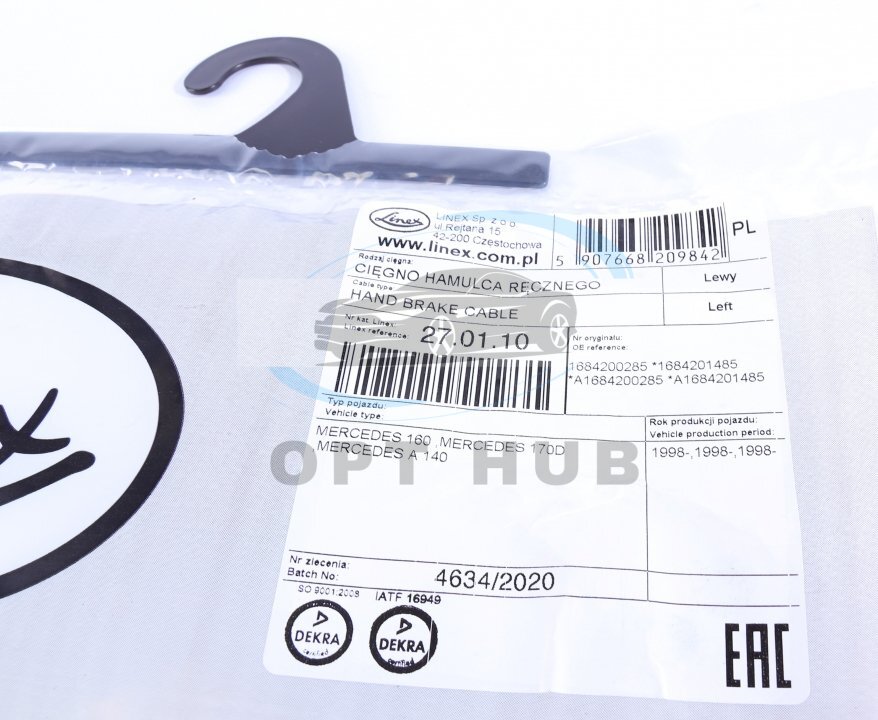 Linex
LINEX Sp. z o.o
ul.Rejtana 15
42-200 Czestochowa
www.linex.com.pl
5 907668 209842
PL
Rodzaj cięgna:
CIĘGNO HAMULCA RĘCZNEGO
Lewy
Cable type
HAND BRAKE CABLE
Left
Nr kat. Linex:
Linex reference:
27.01.10
Nr oryginału:
OE reference:
1684200285 *1684201485
*A1684200285 *A1684201485
Typ pojazdu:
Vehicle type:
Rok produkcji pojazdu:
Vehicle production period:
MERCEDES 160 ,MERCEDES 170D
,MERCEDES A 140
1998-,1998-,1998-
OPT HUB
Nr zlecenia:
Batch No:
4634/2020
ISO 9001:2008
IATF 16949
DEKRA
certified
DEKRA
certified
EAC